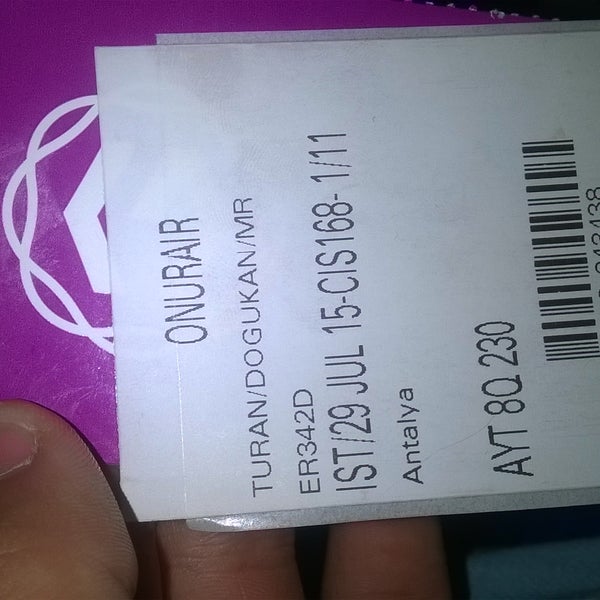 ONURAIR
TURAN/DOGUKAN/MR
ER342D
IST/29 JUL 15-CIS168- 1/11
Antalya
AYT 8Q 230